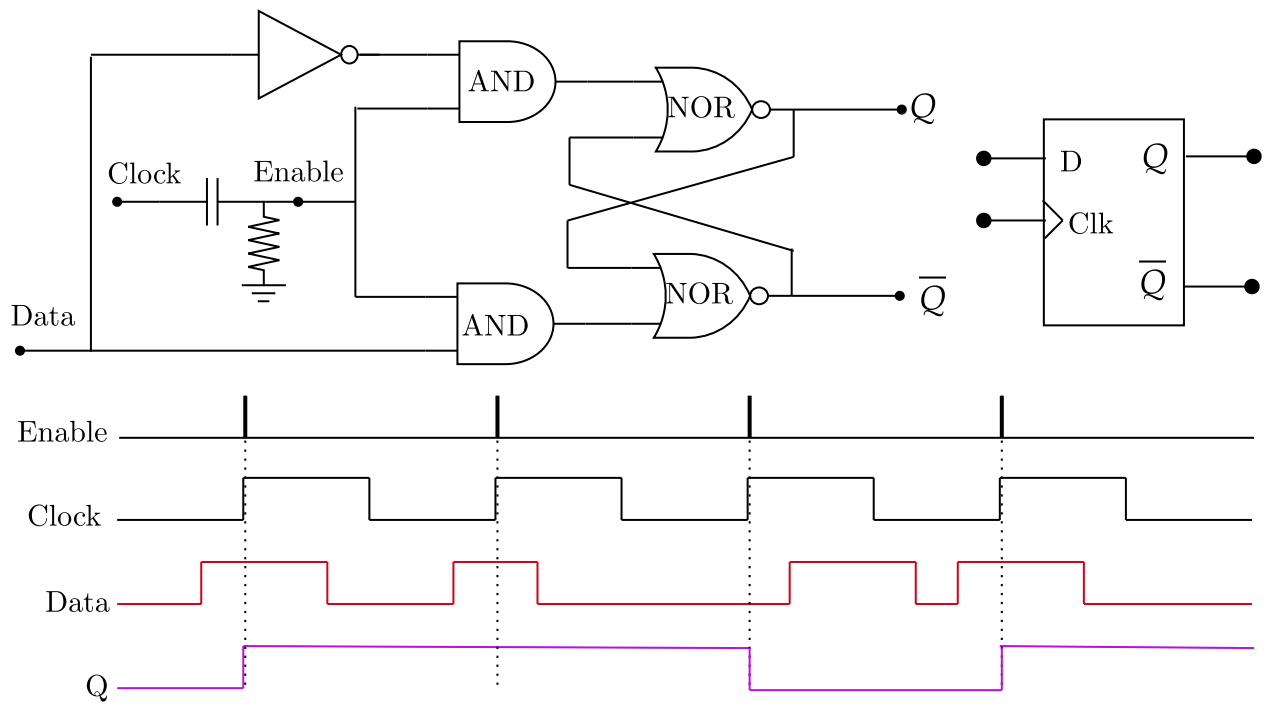 AND
NOR
Q
Clock
Enable
D
Q
Clk
NOR
Q̅
Q̅
Data
AND
Enable
Clock
Data
Q